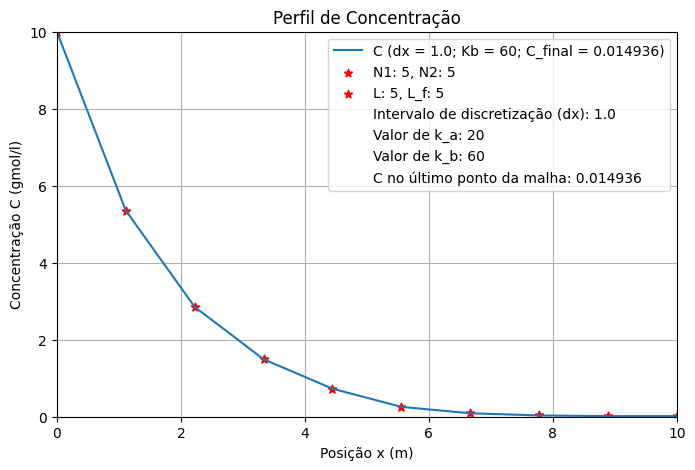 Perfil de Concentração
10
8
6
4
2
0
Concentração C (gmol/l)
C (dx = 1.0; Kb = 60; C_final = 0.014936)
N1: 5, N2: 5
L: 5, L_f: 5
Intervalo de discretização (dx): 1.0
Valor de k_a: 20
Valor de k_b: 60
C no último ponto da malha: 0.014936
0 2 4 6 8 10
Posição x (m)